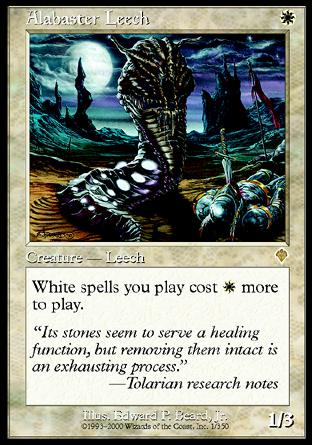 Alabaster Leech
Creature — Leech
White spells you play cost more
to play.
“Its stones seem to serve a healing
function, but removing them intact is
an exhausting process.”
—Tolarian research notes
1/3
Illus. Edward P. Beard, Jr.
©1993-2000 Wizards of the Coast, Inc. 1/350